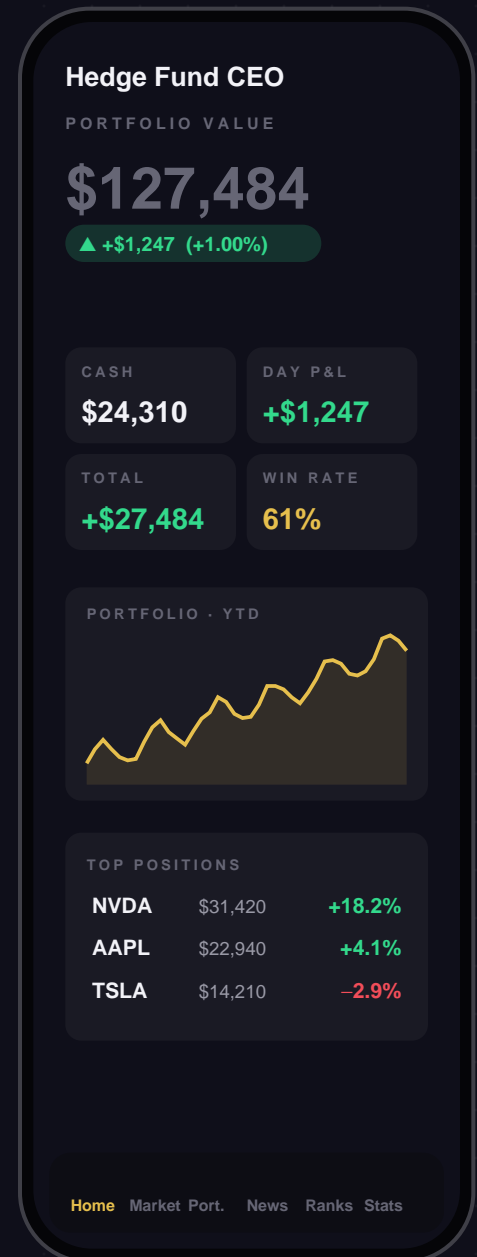 Hedge Fund CEO
PORTFOLIO VALUE
$127,484
▲ +$1,247 (+1.00%)
CASH
$24,310
DAY P&L
+$1,247
TOTAL
+$27,484
WIN RATE
61%
PORTFOLIO · YTD
TOP POSITIONS
NVDA $31,420 +18.2%
AAPL $22,940 +4.1%
TSLA $14,210 –2.9%
Home Market Port. News Ranks Stats